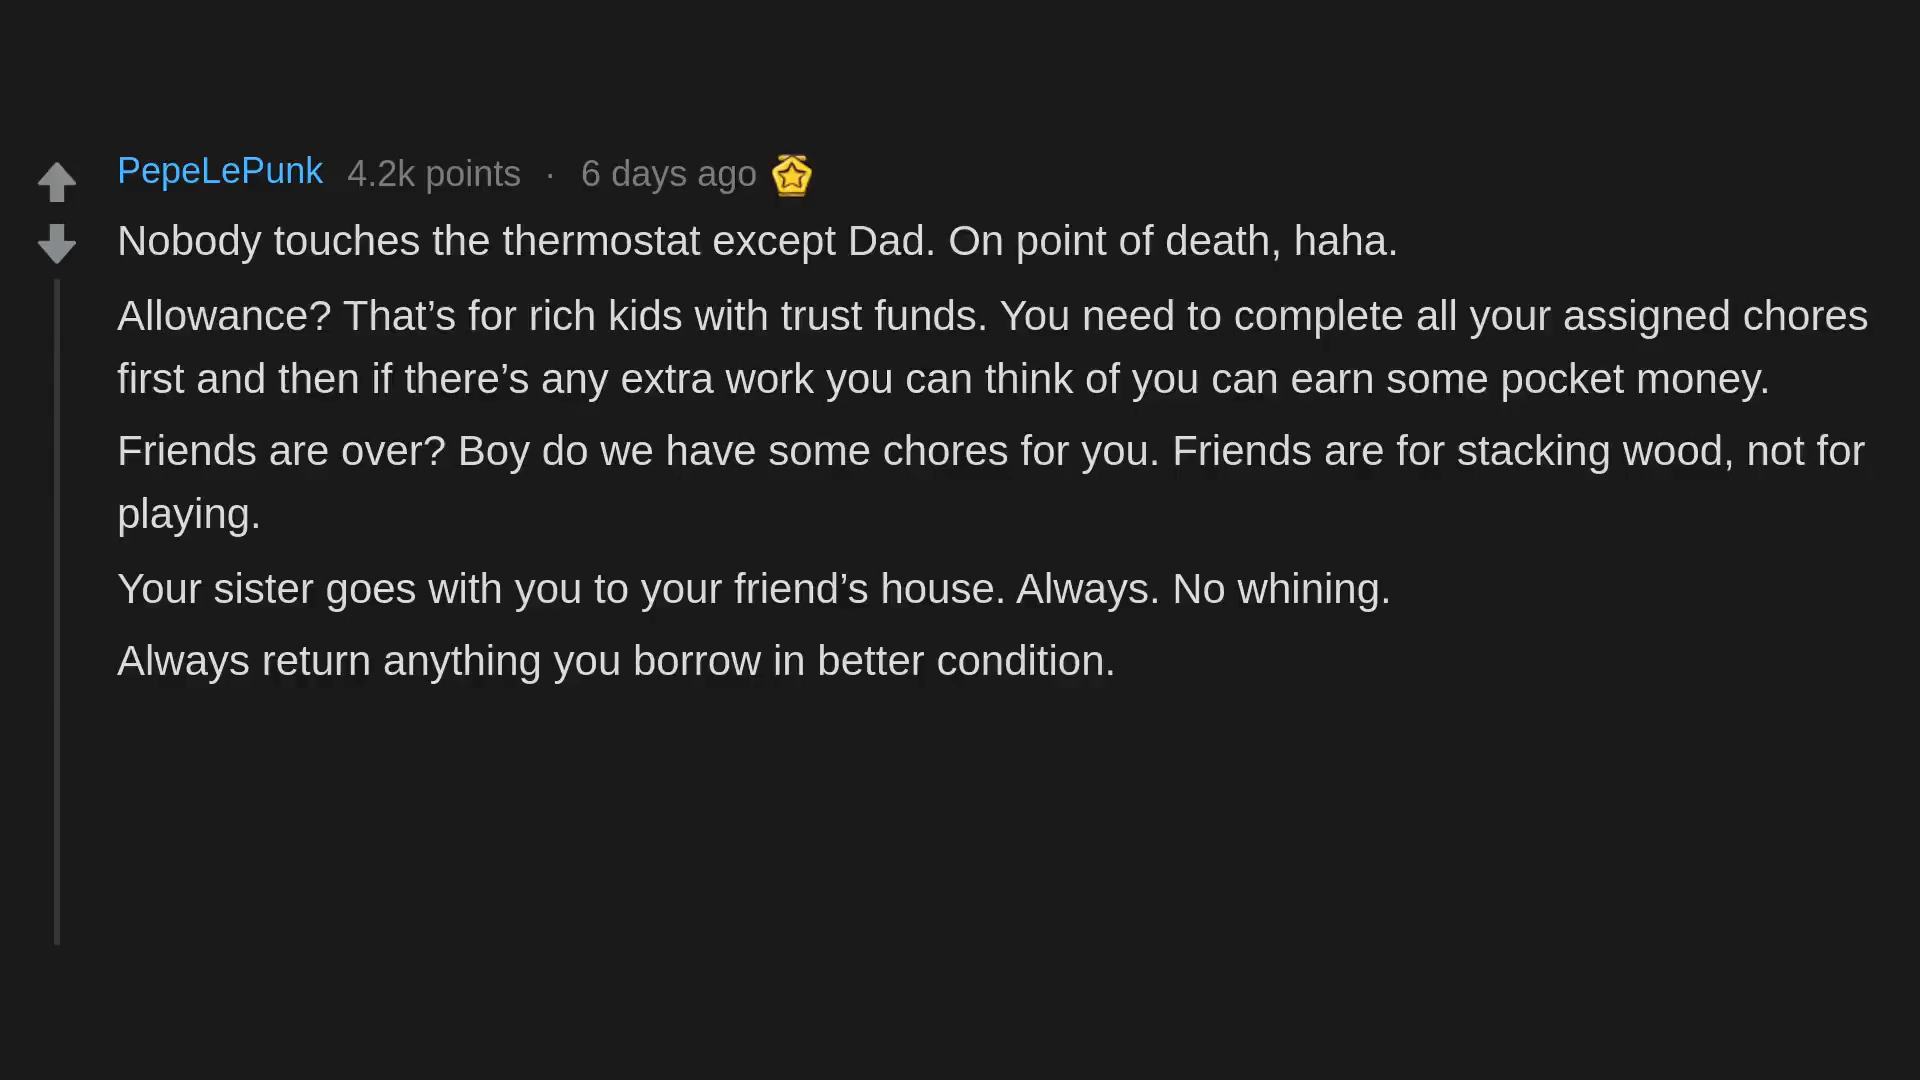 PepeLePunk 4.2k points · 6 days ago
Nobody touches the thermostat except Dad. On point of death, haha.
Allowance? That’s for rich kids with trust funds. You need to complete all your assigned chores
first and then if there’s any extra work you can think of you can earn some pocket money.
Friends are over? Boy do we have some chores for you. Friends are for stacking wood, not for
playing.
Your sister goes with you to your friend’s house. Always. No whining.
Always return anything you borrow in better condition.